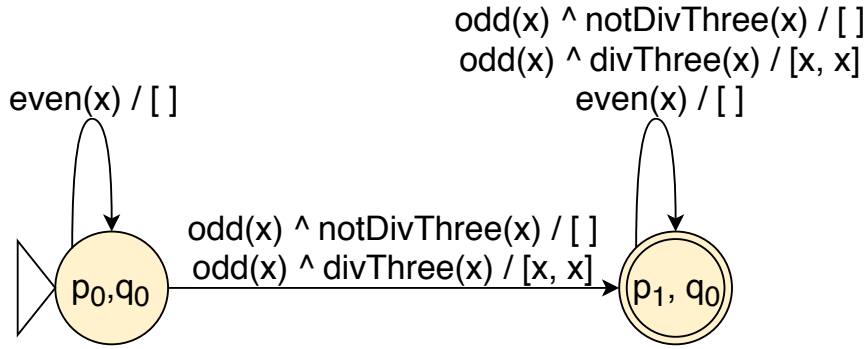 odd(x) ^ notDivThree(x) / [ ]
odd(x) ^ divThree(x) / [x, x]
even(x) / [ ]
even(x) / [ ]
odd(x) ^ notDivThree(x) / [ ]
odd(x) ^ divThree(x) / [x, x]
p0,q0
p1, q0